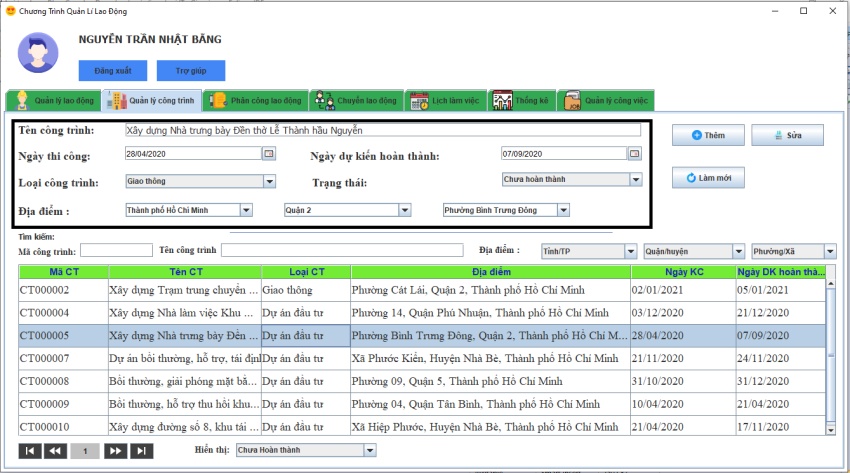 Chương Trình Quản Lí Lao Động
NGUYỄN TRẦN NHẬT BĂNG
Đăng xuất Trợ giúp
Quản lý lao động Quản lý công trình Phân công lao động Chuyển lao động Lịch làm việc Thống kê Quản lý công việc
Tên công trình: Xây dựng Nhà trưng bày Đền thờ Lễ Thành hầu Nguyễn
Thêm Sửa
Ngày thi công: 28/04/2020 Ngày dự kiến hoàn thành: 07/09/2020
Loại công trình: Giao thông Trạng thái: Chưa hoàn thành
Làm mới
Địa điểm : Thành phố Hồ Chí Minh Quận 2 Phường Bình Trưng Đông
Tìm kiếm:
Mã công trình: Tên công trình Địa điểm : Tỉnh/TP Quận/huyện Phường/Xã
Mã CT Tên CT Loại CT Địa điểm Ngày KC Ngày DK hoàn thà...
CT000002 Xây dựng Trạm trung chuyển ... Giao thông Phường Cát Lái, Quận 2, Thành phố Hồ Chí Minh 02/01/2021 05/01/2021
CT000004 Xây dựng Nhà làm việc Khu ... Dự án đầu tư Phường 14, Quận Phú Nhuận, Thành phố Hồ Chí Minh 03/12/2020 21/12/2020
CT000005 Xây dựng Nhà trưng bày Đền ... Dự án đầu tư Phường Bình Trưng Đông, Quận 2, Thành phố Hồ Chí M... 28/04/2020 07/09/2020
CT000007 Dự án bồi thường, hỗ trợ, tái định Dự án đầu tư Xã Phước Kiển, Huyện Nhà Bè, Thành phố Hồ Chí Minh 21/11/2020 24/11/2020
CT000008 Bồi thường, giải phóng mặt bằ... Dự án đầu tư Phường 09, Quận 5, Thành phố Hồ Chí Minh 31/10/2020 31/12/2020
CT000009 Bồi thường, hỗ trợ thu hồi khu... Dự án đầu tư Phường 04, Quận Tân Bình, Thành phố Hồ Chí Minh 10/04/2020 21/04/2020
CT000010 Xây dựng đường số 8, khu tái ... Dự án đầu tư Xã Hiệp Phước, Huyện Nhà Bè, Thành phố Hồ Chí Minh 21/04/2020 17/11/2020
1 Hiển thị: Chưa Hoàn thành